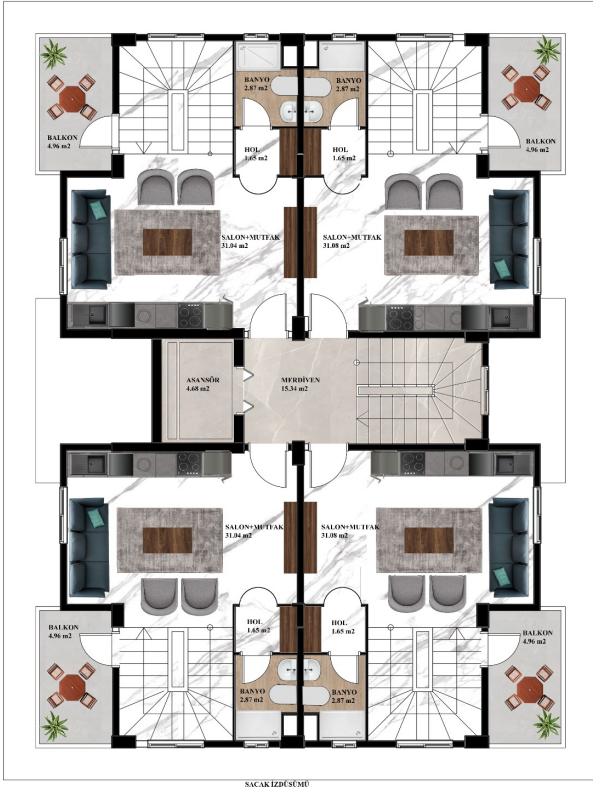 BANYO
2.87 m2
BANYO
2.87 m2
BALKON
4.96 m2
HOL
1.65 m2
HOL
1.65 m2
BALKON
4.96 m2
SALON+MUTFAK
31.04 m2
SALON+MUTFAK
31.08 m2
ASANSÖR
4.68 m2
MERDİVEN
15.34 m2
SALON+MUTFAK
31.04 m2
SALON+MUTFAK
31.08 m2
BALKON
4.96 m2
HOL
1.65 m2
HOL
1.65 m2
BALKON
4.96 m2
BANYO
2.87 m2
BANYO
2.87 m2
SAÇAK İZDÜŞÜMÜ